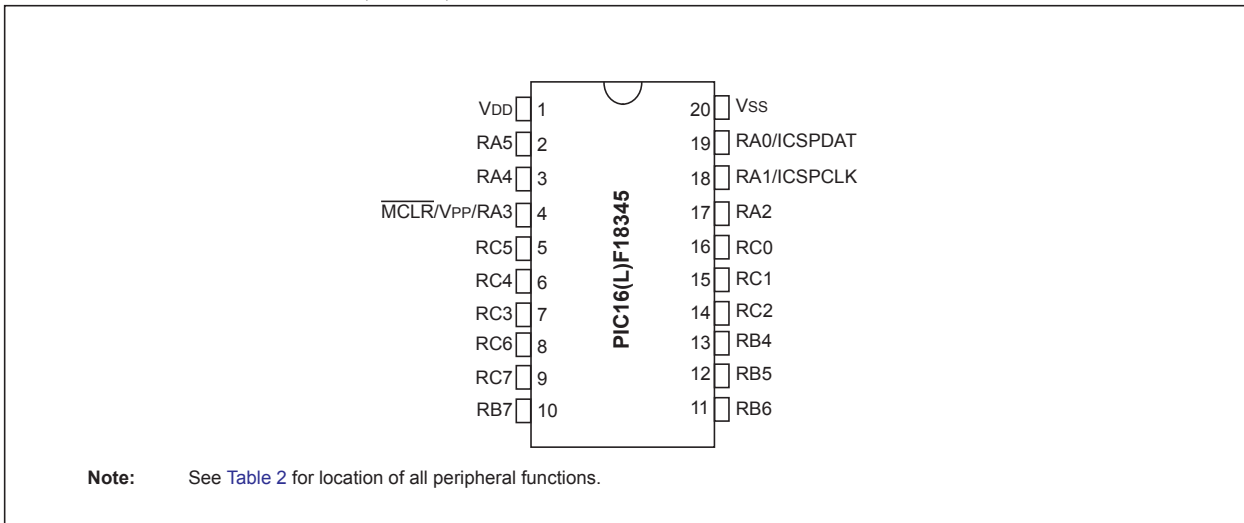 VDD 1 20 VSS
RA5 2 19 RA0/ICSPDAT
RA4 3 18 RA1/ICSPCLK
MCLR/VPP/RA3 4 17 RA2
RC5 5 16 RC0
RC4 6 15 RC1
RC3 7 14 RC2
RC6 8 13 RB4
RC7 9 12 RB5
RB7 10 11 RB6
PIC16(L)F18345
Note: See Table 2 for location of all peripheral functions.